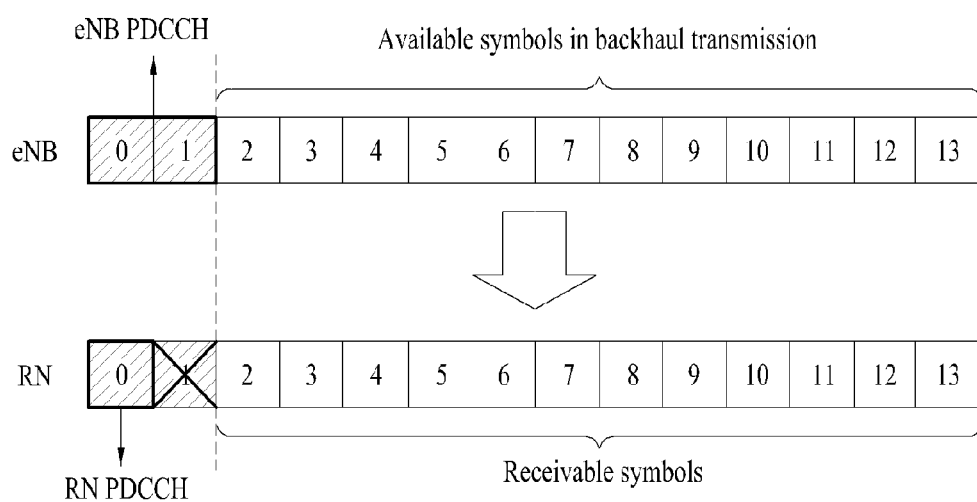 eNB PDCCH
Available symbols in backhaul transmission
eNB 0 1 2 3 4 5 6 7 8 9 10 11 12 13
RN 0 1 2 3 4 5 6 7 8 9 10 11 12 13
Receivable symbols
RN PDCCH